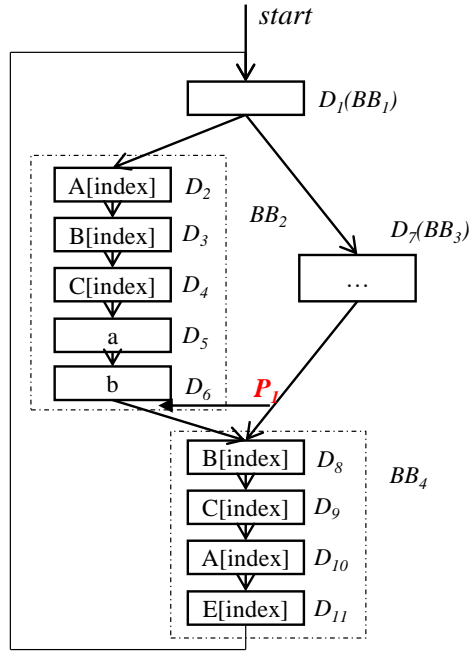 start
D₁(BB₁)
A[index] D₂
B[index] D₃
BB₂
D₇(BB₃)
C[index] D₄
...
a D₅
b D₆
P₁
B[index] D₈
BB₄
C[index] D₉
A[index] D₁₀
E[index] D₁₁